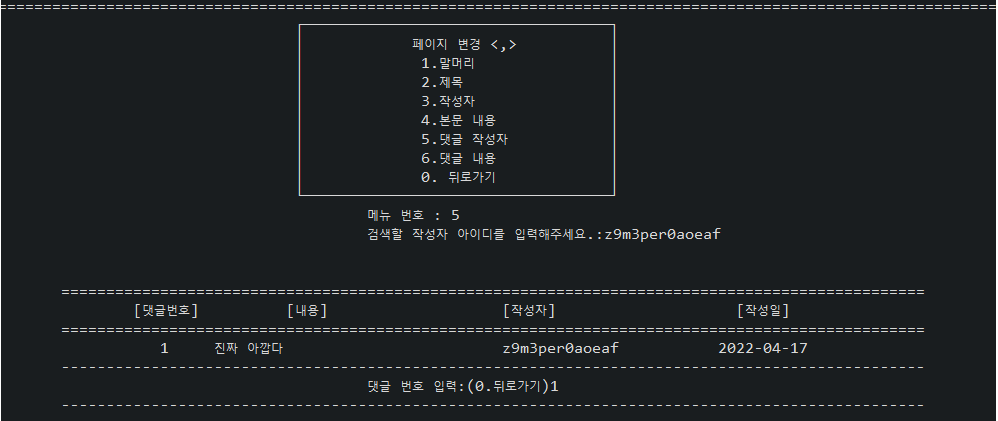 페이지 변경 <,>
1.말머리
2.제목
3.작성자
4.본문 내용
5.댓글 작성자
6.댓글 내용
0. 뒤로가기
메뉴 번호 : 5
검색할 작성자 아이디를 입력해주세요.:z9m3per0aoeaf
[댓글번호] [내용] [작성자] [작성일]
1 진짜 아깝다 z9m3per0aoeaf 2022-04-17
댓글 번호 입력:(0.뒤로가기)1